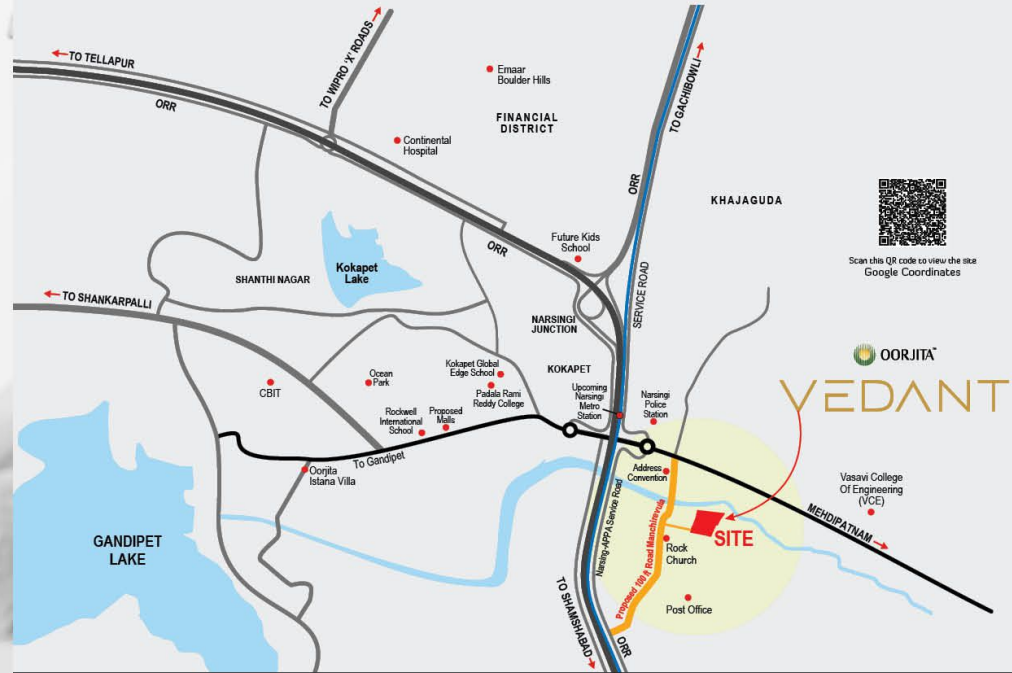 TO TELLAPUR
ORR
TO WIPRO 'X' ROADS
Emaar
Boulder Hills
FINANCIAL
DISTRICT
Continental
Hospital
TO GACHIBOWLI
ORR
KHAJAGUDA
Scan this QR code to view the site
Google Coordinates
Future Kids
School
ORR
SERVICE ROAD
Kokapet
Lake
SHANTHI NAGAR
TO SHANKARPALLI
NARSINGI
JUNCTION
OORJITA™
VEDANT
KOKAPET
Kokapet Global
Edge School
Padala Rami
Reddy College
Ocean
Park
CBIT
Upcoming
Narsingi
Metro
Station
Narsingi
Police
Station
Rockwell
International
School
Proposed
Malls
To Gandipet
Oorjita
Istana Villa
Address
Convention
Vasavi College
Of Engineering
(VCE)
MEHDIPATNAM
Narsing-APPA Service Road
Proposed 100 ft Road Manchirevula
SITE
Rock
Church
GANDIPET
LAKE
Post Office
TO SHAMSHABAD
ORR